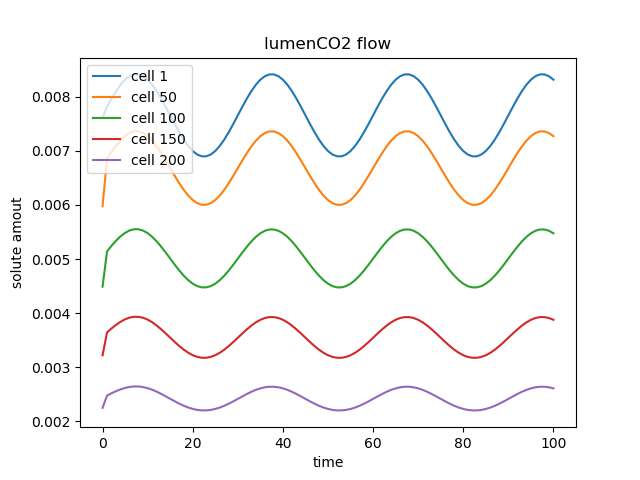 lumenCO2 flow
cell 1
cell 50
cell 100
cell 150
cell 200
0.008
0.007
0.006
0.005
0.004
0.003
0.002
solute amout
0
20
40
60
80
100
time